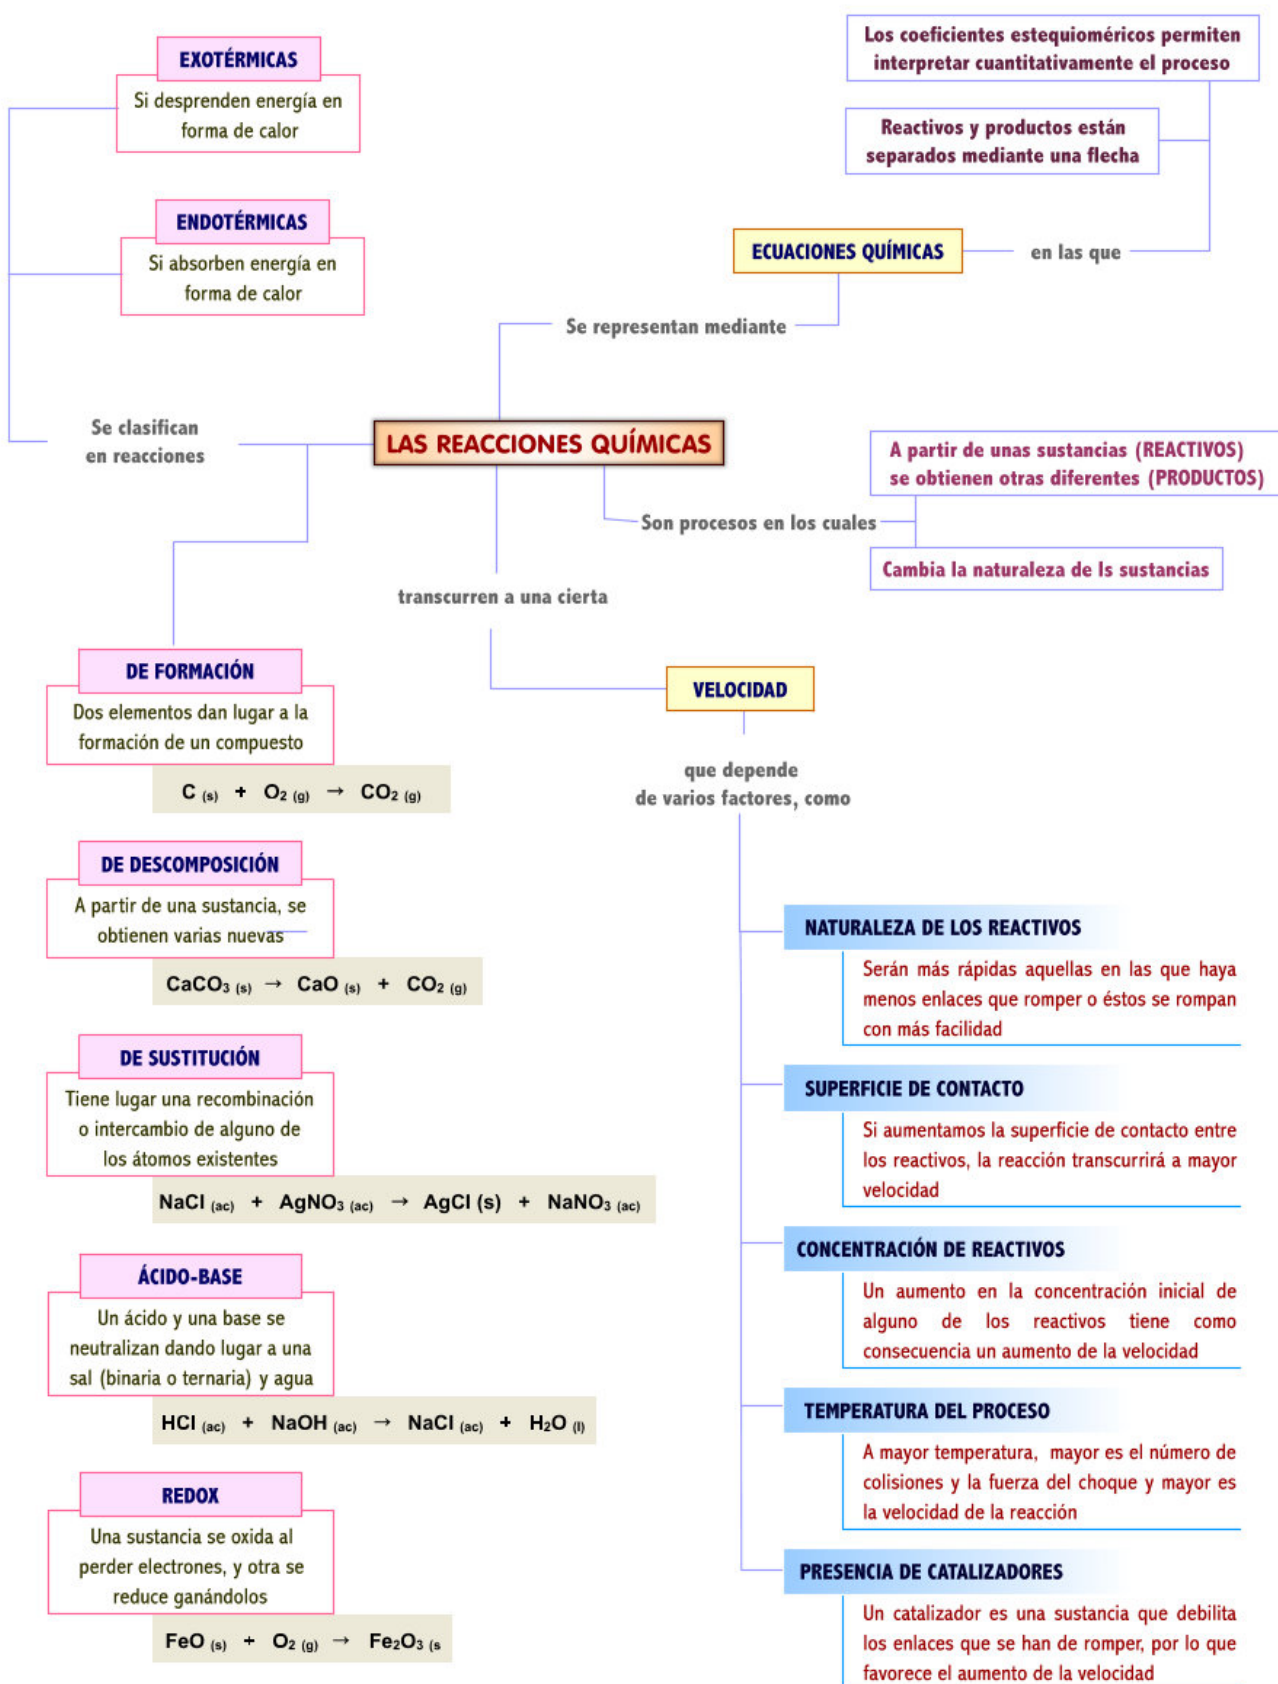 EXOTÉRMICAS
Si desprenden energía en
forma de calor
ENDOTÉRMICAS
Si absorben energía en
forma de calor
Los coeficientes estequioméricos permiten
interpretar cuantitativamente el proceso
Reactivos y productos están
separados mediante una flecha
ECUACIONES QUÍMICAS
en las que
Se representan mediante
Se clasifican
en reacciones
LAS REACCIONES QUÍMICAS
A partir de unas sustancias (REACTIVOS)
se obtienen otras diferentes (PRODUCTOS)
Son procesos en los cuales
Cambia la naturaleza de ls sustancias
transcurren a una cierta
VELOCIDAD
que depende
de varios factores, como
DE FORMACIÓN
Dos elementos dan lugar a la
formación de un compuesto
C (s) + O₂ (g) → CO₂ (g)
DE DESCOMPOSICIÓN
A partir de una sustancia, se
obtienen varias nuevas
CaCO₃ (s) → CaO (s) + CO₂ (g)
DE SUSTITUCIÓN
Tiene lugar una recombinación
o intercambio de alguno de
los átomos existentes
NaCl (ac) + AgNO₃ (ac) → AgCl (s) + NaNO₃ (ac)
ÁCIDO-BASE
Un ácido y una base se
neutralizan dando lugar a una
sal (binaria o ternaria) y agua
HCl (ac) + NaOH (ac) → NaCl (ac) + H₂O (l)
REDOX
Una sustancia se oxida al
perder electrones, y otra se
reduce ganándolos
FeO (s) + O₂ (g) → Fe₂O₃ (s
NATURALEZA DE LOS REACTIVOS
Serán más rápidas aquellas en las que haya
menos enlaces que romper o éstos se rompan
con más facilidad
SUPERFICIE DE CONTACTO
Si aumentamos la superficie de contacto entre
los reactivos, la reacción transcurrirá a mayor
velocidad
CONCENTRACIÓN DE REACTIVOS
Un aumento en la concentración inicial de
alguno de los reactivos tiene como
consecuencia un aumento de la velocidad
TEMPERATURA DEL PROCESO
A mayor temperatura, mayor es el número de
colisiones y la fuerza del choque y mayor es
la velocidad de la reacción
PRESENCIA DE CATALIZADORES
Un catalizador es una sustancia que debilita
los enlaces que se han de romper, por lo que
favorece el aumento de la velocidad